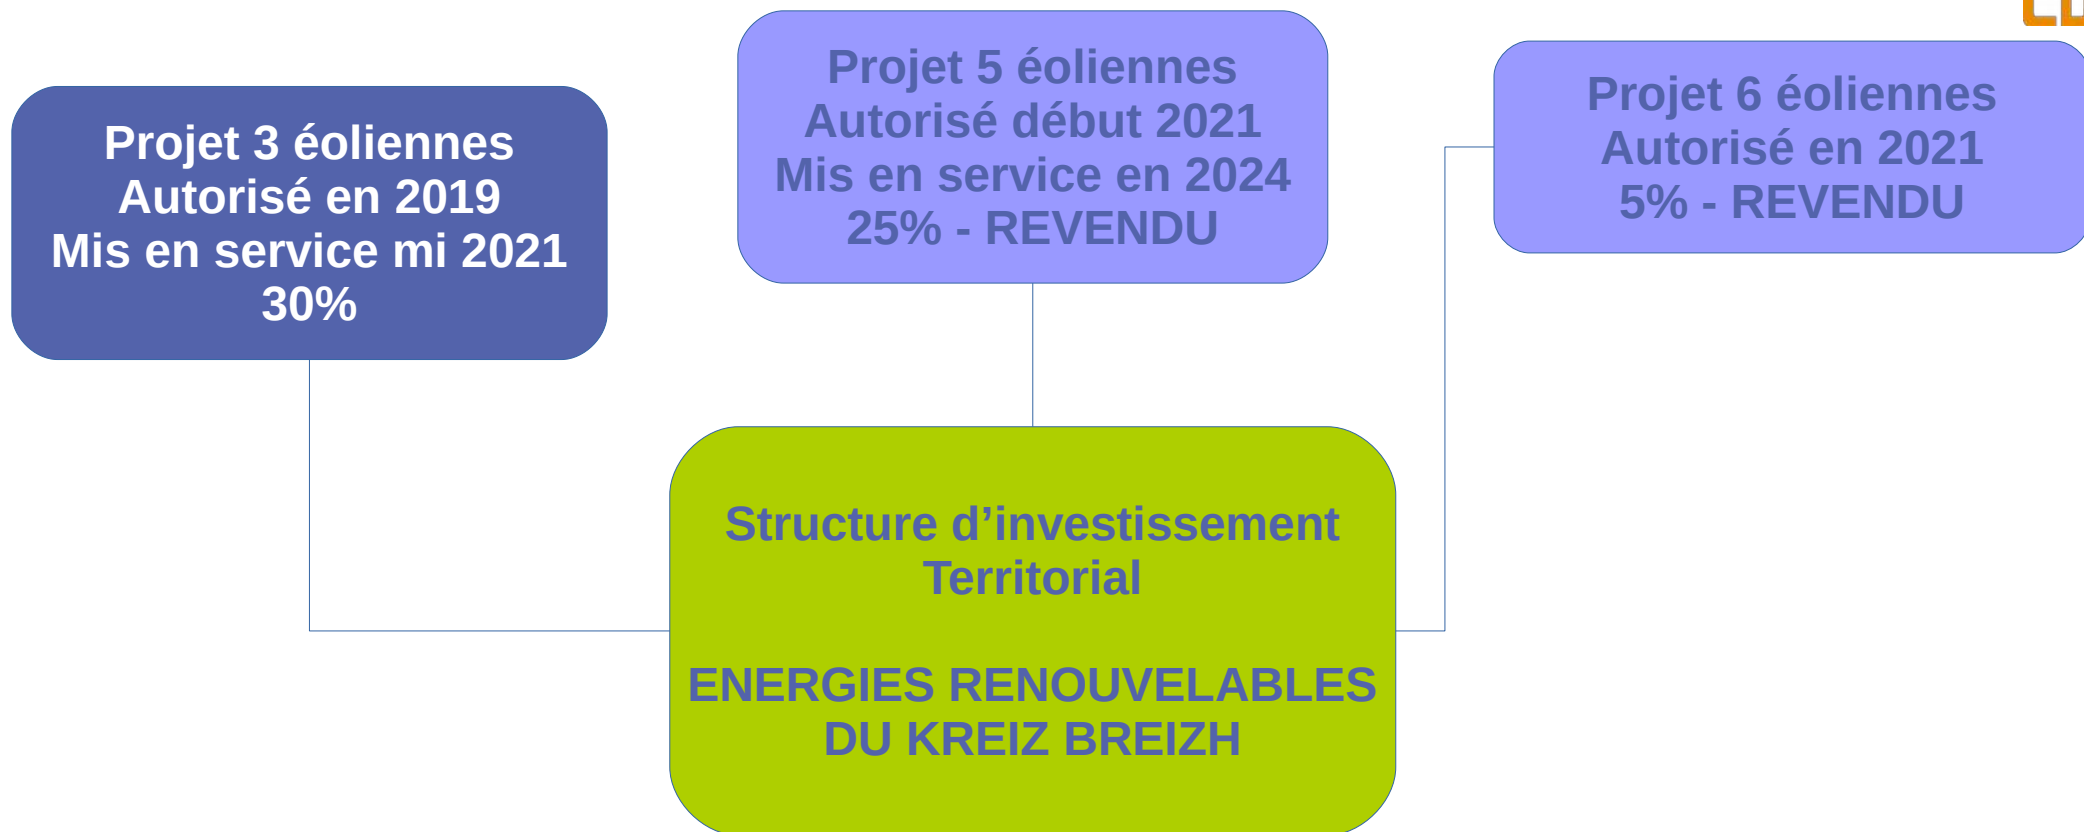 Projet 3 éoliennes
Autorisé en 2019
Mis en service mi 2021
30%
Projet 5 éoliennes
Autorisé début 2021
Mis en service en 2024
25% - REVENDU
Projet 6 éoliennes
Autorisé en 2021
5% - REVENDU
Structure d’investissement
Territorial
ENERGIES RENOUVELABLES
DU KREIZ BREIZH